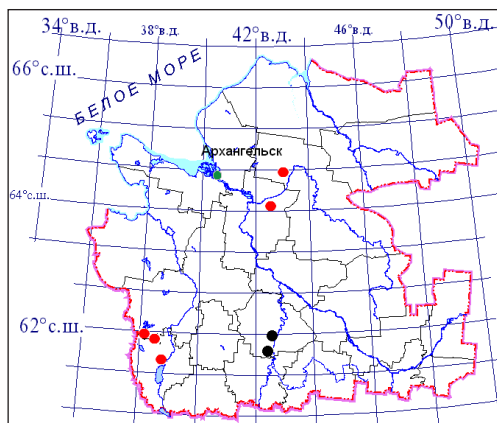 34°в.д.
38°в.д.
42°в.д.
46°в.д.
50°в.д.
66°с.ш.
БЕЛОЕ МОРЕ
Архангельск
64°с.ш.
62°с.ш.